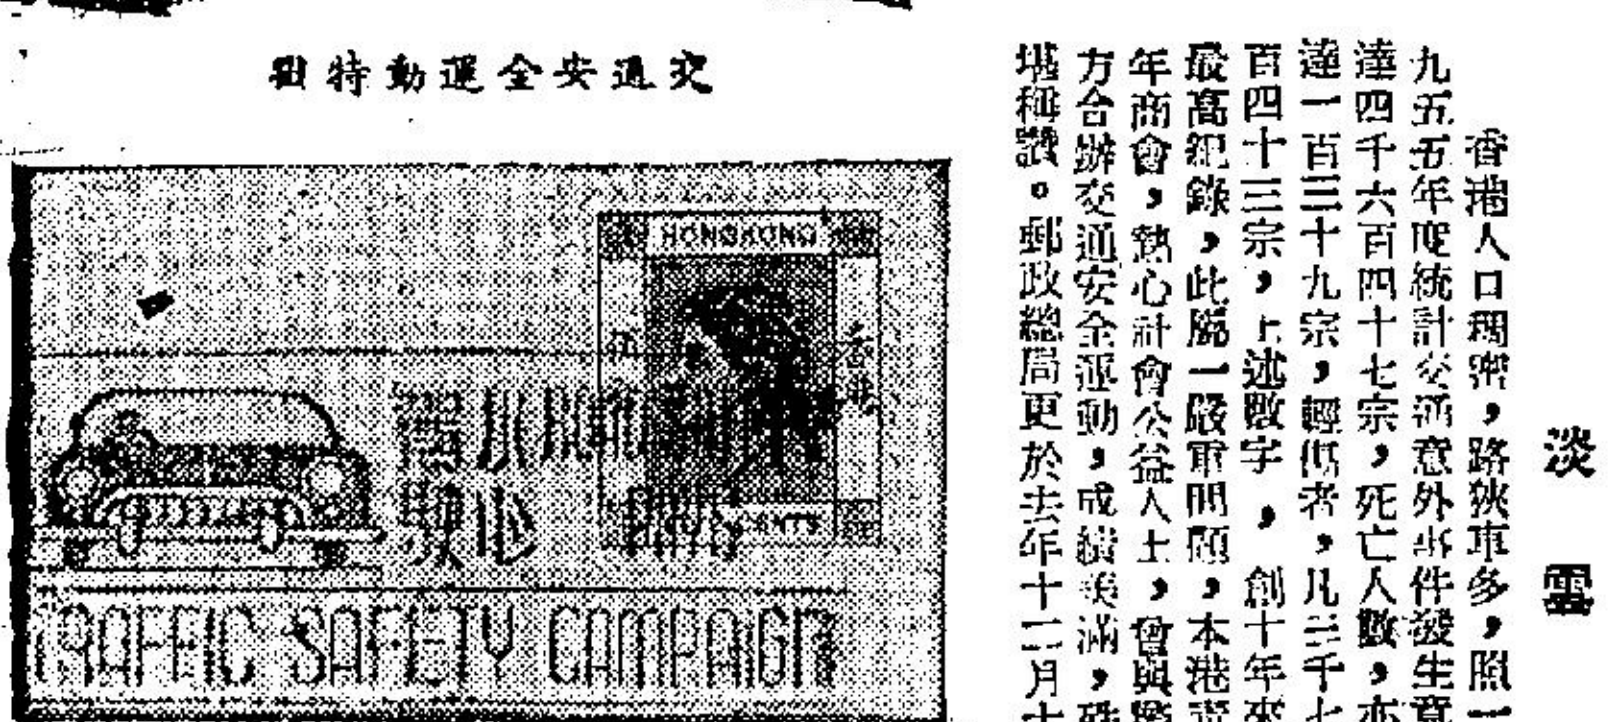 淡雲
香港人口稠密，路狹車多，照一
九五五年度統計交通意外事件發生竟
達四千六百四十七宗，死亡人數，亦
達一百三十九宗，輕傷者，凡三千七
百四十三宗，上述數字，創十年來
最高紀錄，此屬一嚴重問題，本港青
年商會，熱心社會公益人士，曾與警
方合辦交通安全運動，成績美滿，殊
堪稱讚。郵政總局更於去年十二月十
交通安全運動特戳
HONGKONG
香港
CENTS
駕駛
小心
TRAFFIC SAFETY CAMPAIGN